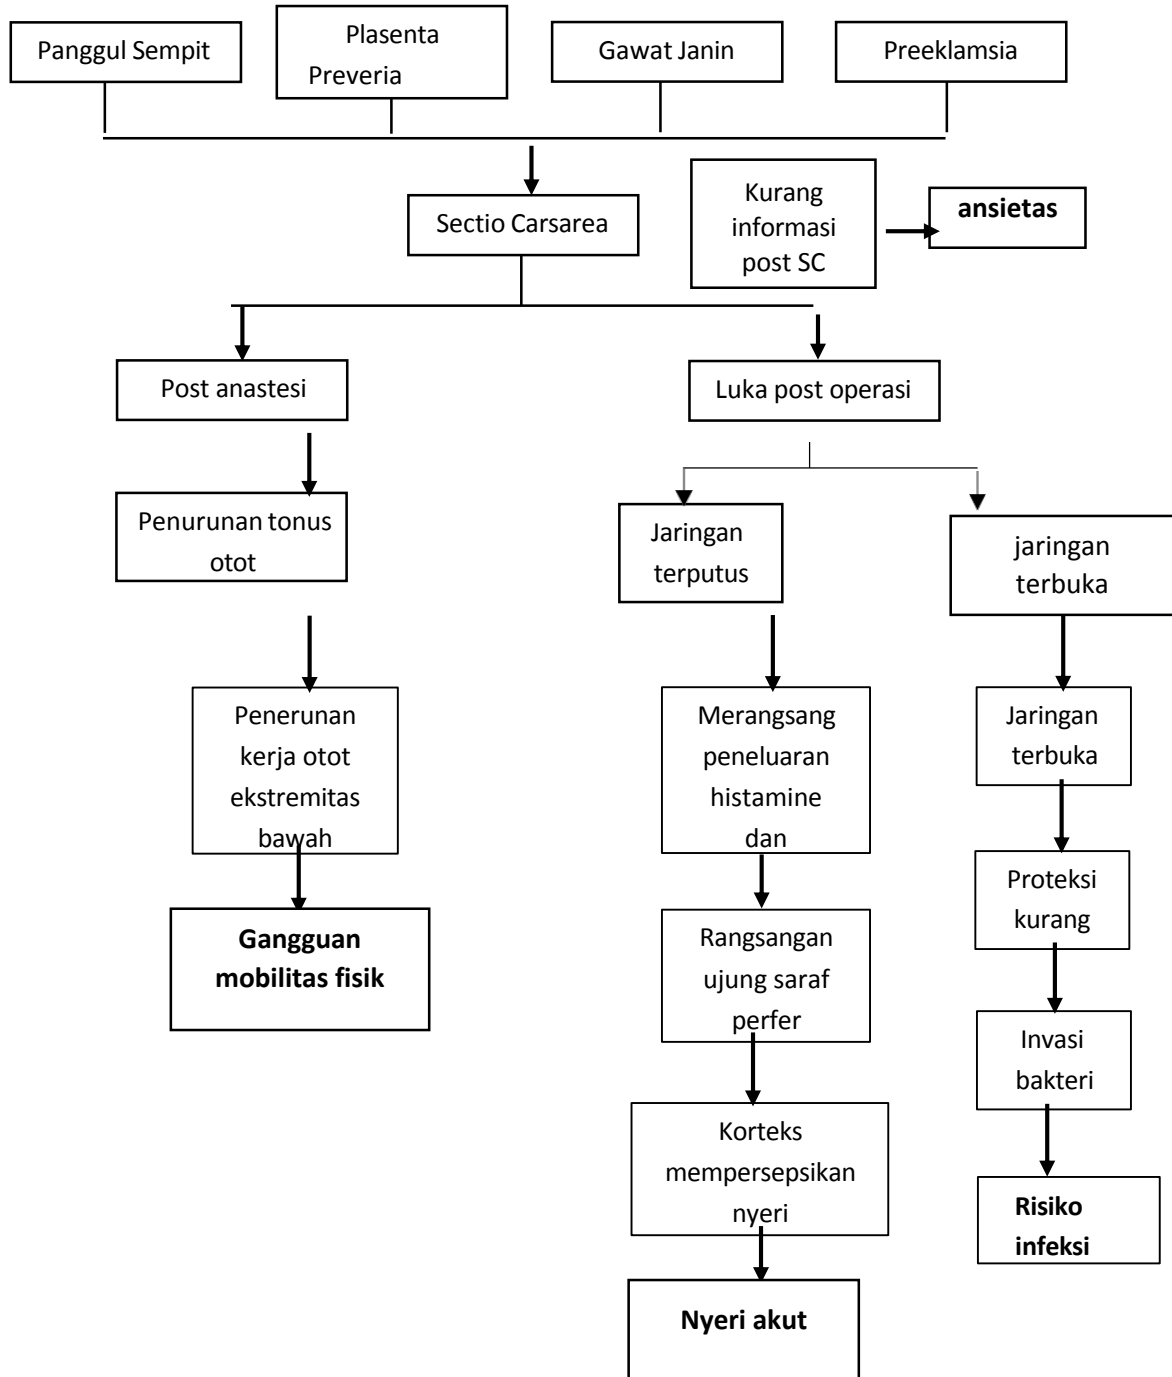 Panggul Sempit
Plasenta
Preveria
Gawat Janin
Preeklamsia
Sectio Carsarea
Kurang
informasi
post SC
ansietas
Post anastesi
Luka post operasi
Penurunan tonus
otot
Jaringan
terputus
jaringan
terbuka
Penerunan
kerja otot
ekstremitas
bawah
Merangsang
peneluaran
histamine
dan
Jaringan
terbuka
Gangguan
mobilitas fisik
Rangsangan
ujung saraf
perfer
Proteksi
kurang
Invasi
bakteri
Korteks
mempersepsikan
nyeri
Risiko
infeksi
Nyeri akut